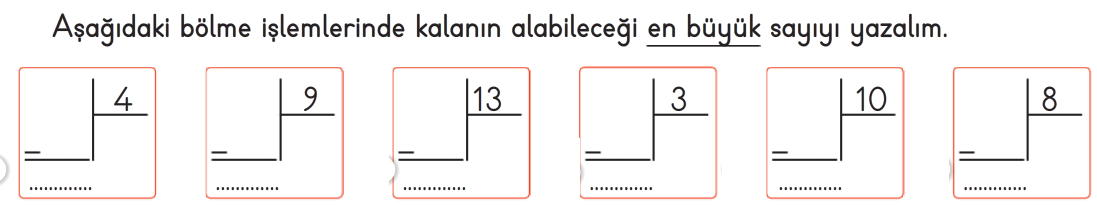 Aşağıdaki bölme işlemlerinde kalanın alabileceği en büyük sayıyı yazalım.
4 9 13 3 10 8
............. ............. ............. ............. ............. .............